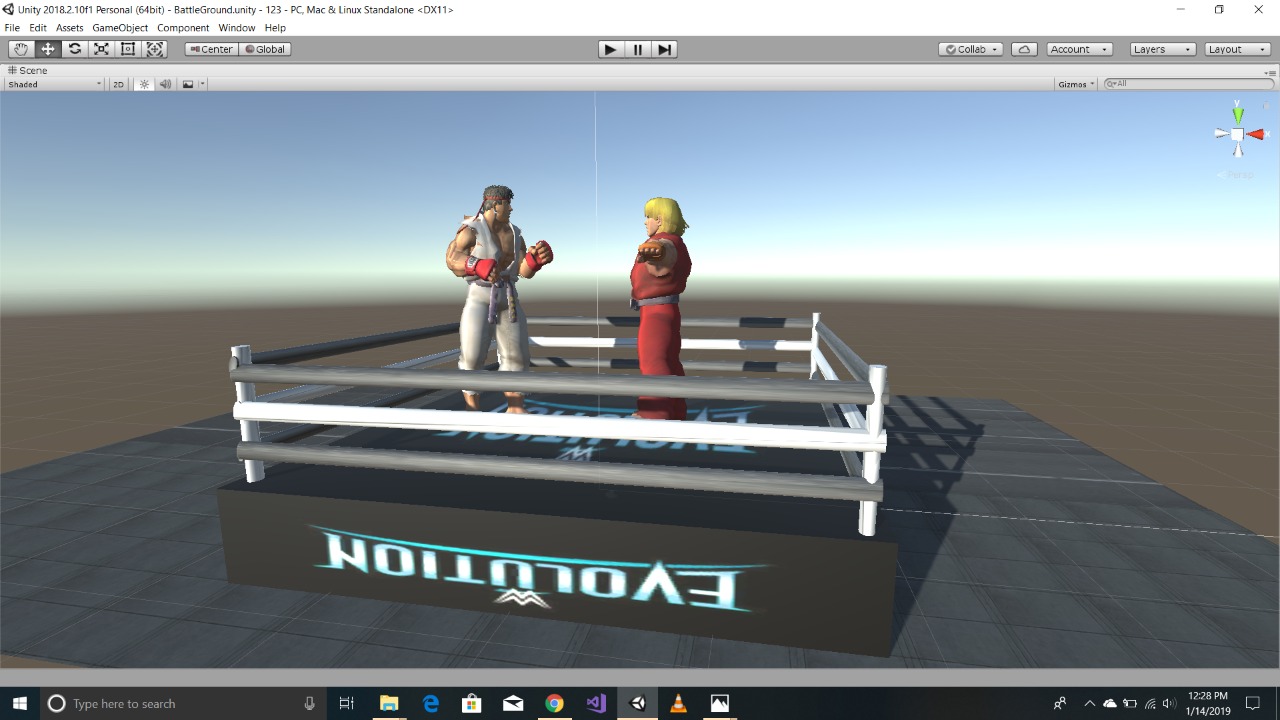 Unity 2018.2.10f1 Personal (64bit) - BattleGround.unity - 123 - PC, Mac & Linux Standalone <DX11>
File Edit Assets GameObject Component Window Help
Center Global Collab Account Layers Layout
Scene
Shaded 2D Gizmos All
Y
X
Persp
EVOLUTION
EVOLUTION
Type here to search
12:28 PM
1/14/2019